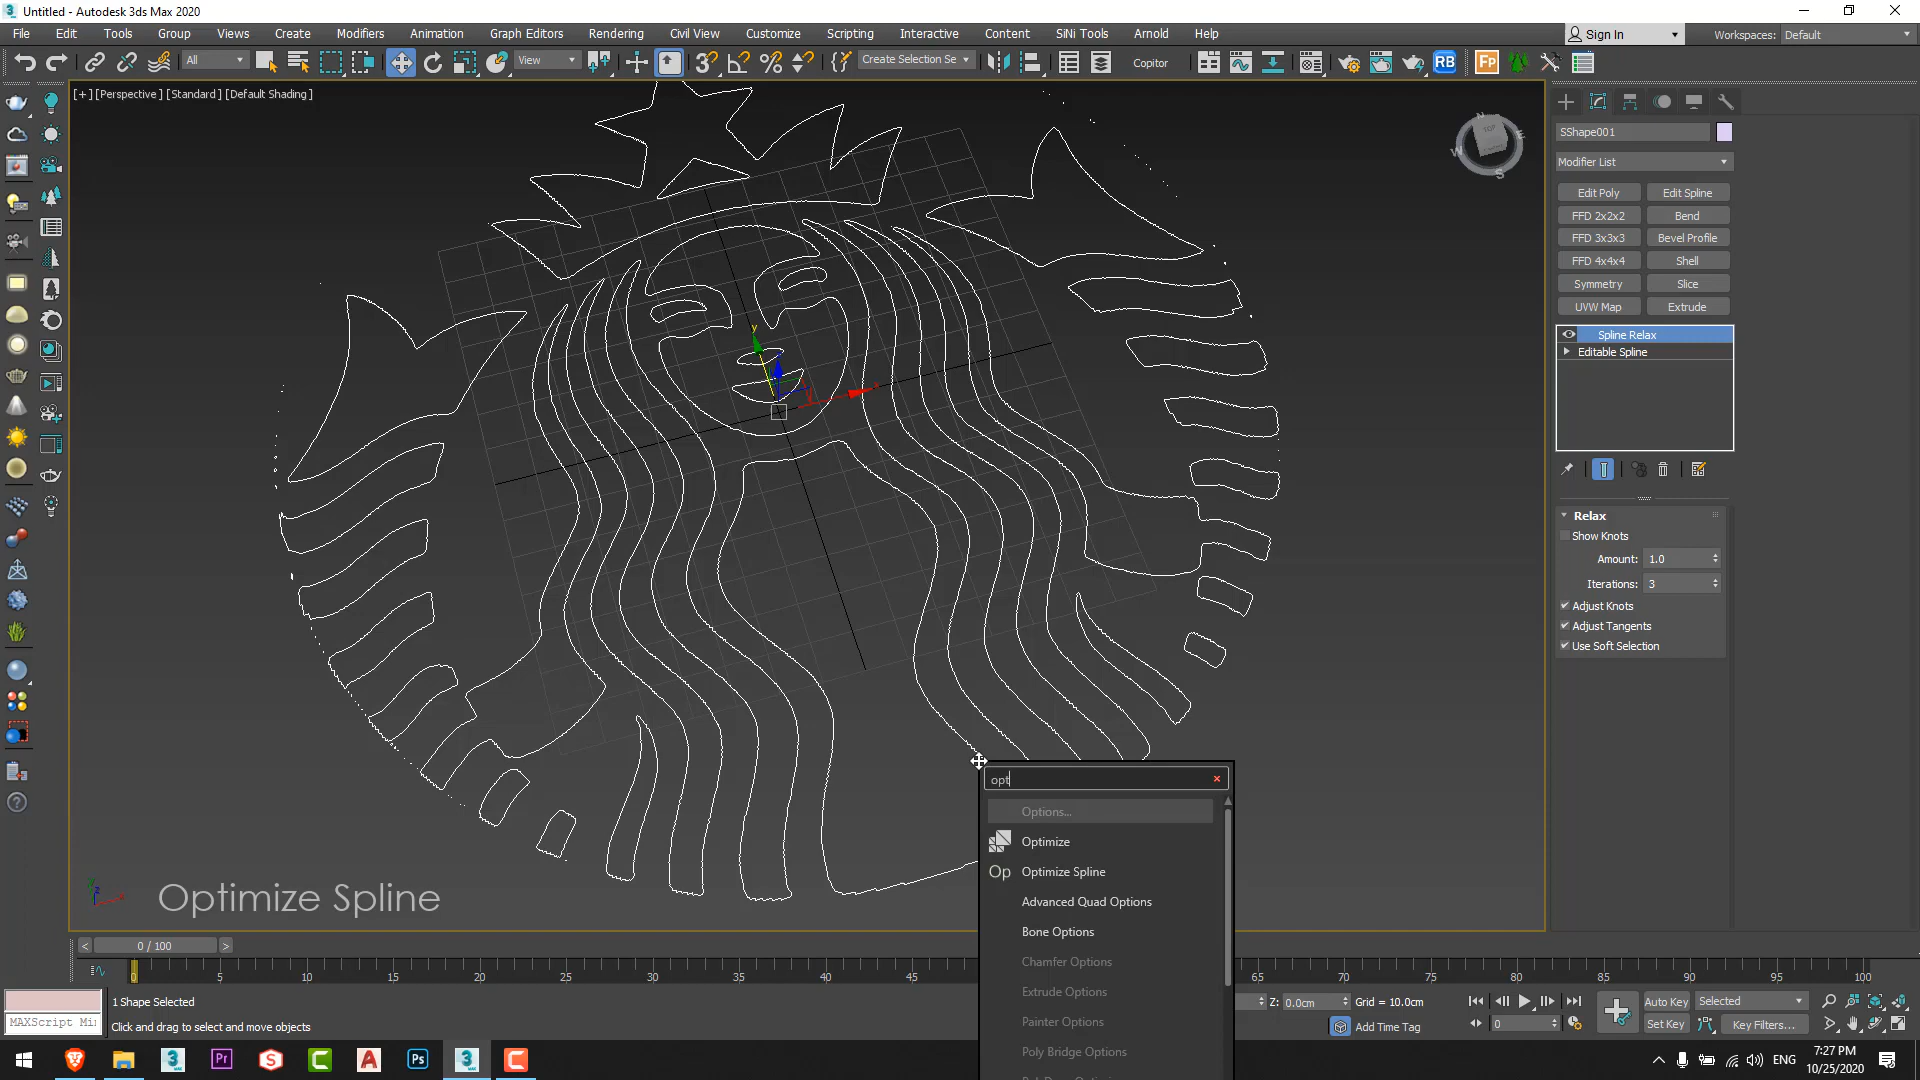 Untitled - Autodesk 3ds Max 2020
File Edit Tools Group Views Create Modifiers Animation Graph Editors Rendering Civil View Customize Scripting Interactive Content SiNi Tools Arnold Help
Sign In
Workspaces: Default
All
View
Create Selection Se
Copitor
RB
Fp
[ + ] [Perspective ] [Standard ] [Default Shading ]
TOP
N
W
S
SShape001
Modifier List
Edit Poly
Edit Spline
FFD 2x2x2
Bend
FFD 3x3x3
Bevel Profile
FFD 4x4x4
Shell
Symmetry
Slice
UVW Map
Extrude
Spline Relax
Editable Spline
Relax
Show Knots
Amount: 1.0
Iterations: 3
Adjust Knots
Adjust Tangents
Use Soft Selection
y
opt
Options...
Optimize
Op Optimize Spline
Advanced Quad Options
Bone Options
Chamfer Options
Extrude Options
Painter Options
Poly Bridge Options
Optimize Spline
0 / 100
0 5 10 15 20 25 30 35 40 45 65 70 75 80 85 90 95 100
1 Shape Selected
MAXScript Mi
Click and drag to select and move objects
Z: 0.0cm
Grid = 10.0cm
Add Time Tag
0
Auto Key
Selected
Set Key
Key Filters...
Pr
Ps
ENG
7:27 PM
10/25/2020